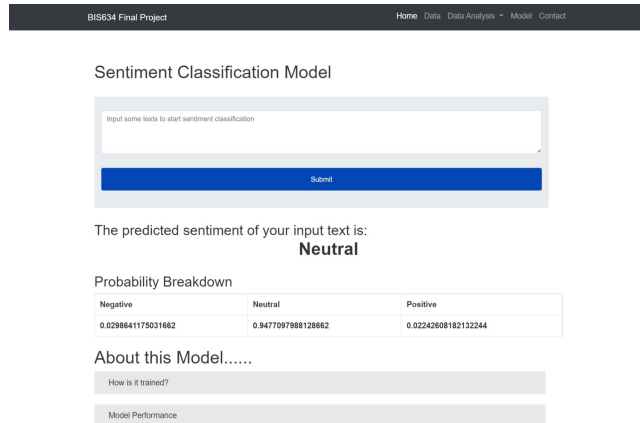 BIS634 Final Project
Home Data Data Analysis Model Contact
Sentiment Classification Model
Input some texts to start sentiment classification
Submit
The predicted sentiment of your input text is:
Neutral
Probability Breakdown
Negative Neutral Positive
0.0298641175031662 0.9477097988128662 0.02242608182132244
About this Model......
How is it trained?
Model Performance